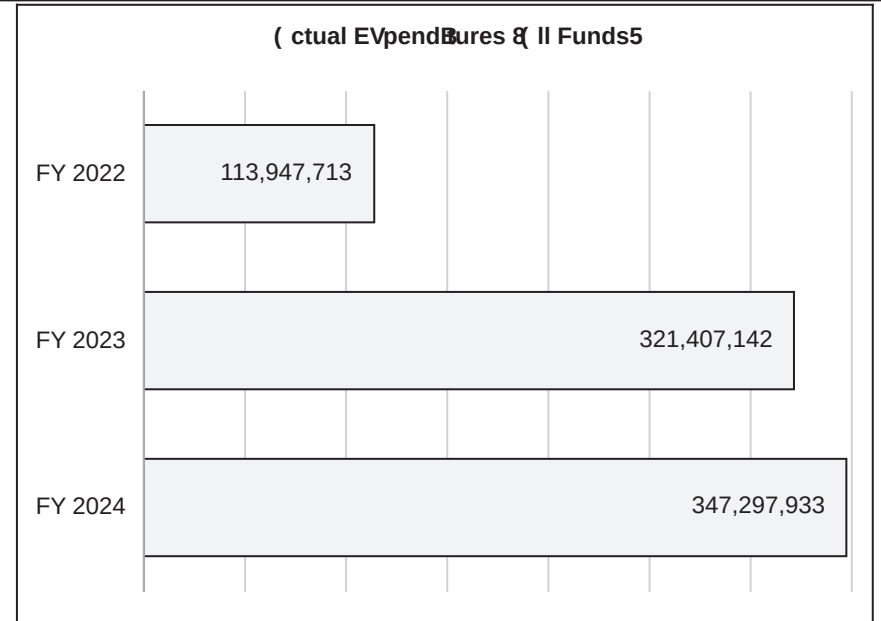 ( ctual EVpendBures 8( ll Funds5
FY 2022
113,947,713
FY 2023
321,407,142
FY 2024
347,297,933